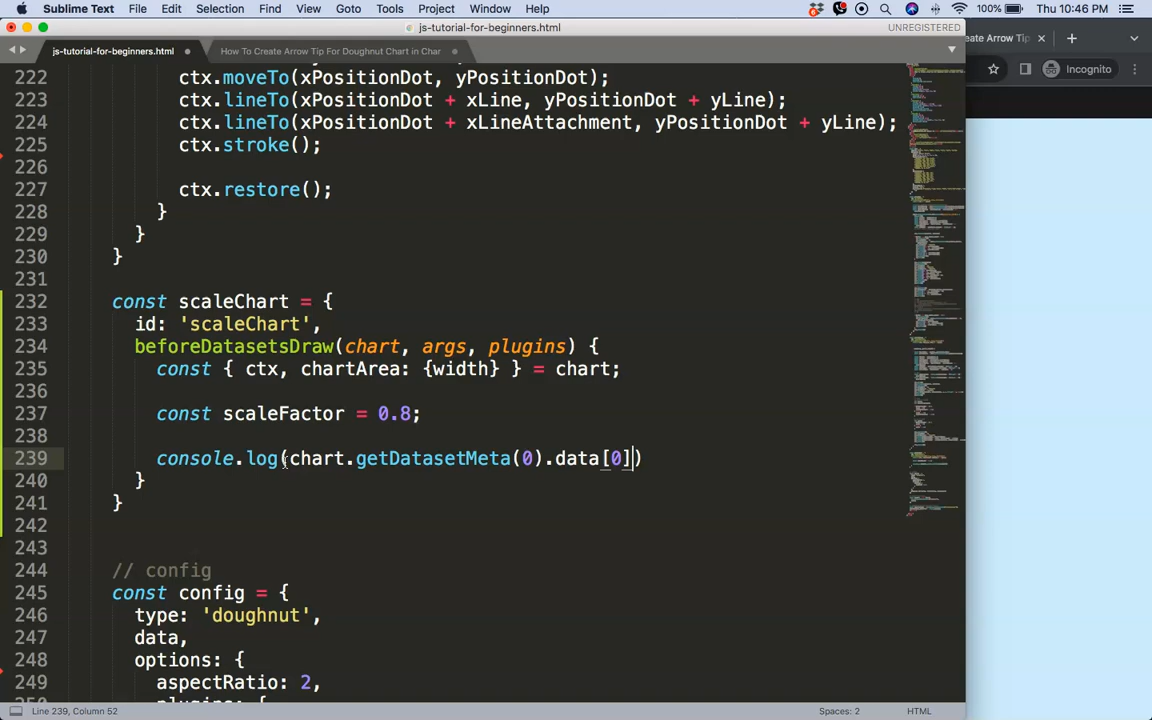 Sublime Text File Edit Selection Find View Goto Tools Project Window Help 100% Thu 10:46 PM
js-tutorial-for-beginners.html UNREGISTERED
js-tutorial-for-beginners.html How To Create Arrow Tip For Doughnut Chart in Char
eate Arrow Tip
Incognito
222 ctx.moveTo(xPositionDot, yPositionDot);
223 ctx.lineTo(xPositionDot + xLine, yPositionDot + yLine);
224 ctx.lineTo(xPositionDot + xLineAttachment, yPositionDot + yLine);
225 ctx.stroke();
226
227 ctx.restore();
228 }
229 }
230 }
231
232 const scaleChart = {
233 id: 'scaleChart',
234 beforeDatasetsDraw(chart, args, plugins) {
235 const { ctx, chartArea: {width} } = chart;
236
237 const scaleFactor = 0.8;
238
239 console.log(chart.getDatasetMeta(0).data[0])
240 }
241 }
242
243
244 // config
245 const config = {
246 type: 'doughnut',
247 data,
248 options: {
249 aspectRatio: 2,
Line 239, Column 52 Spaces: 2 HTML